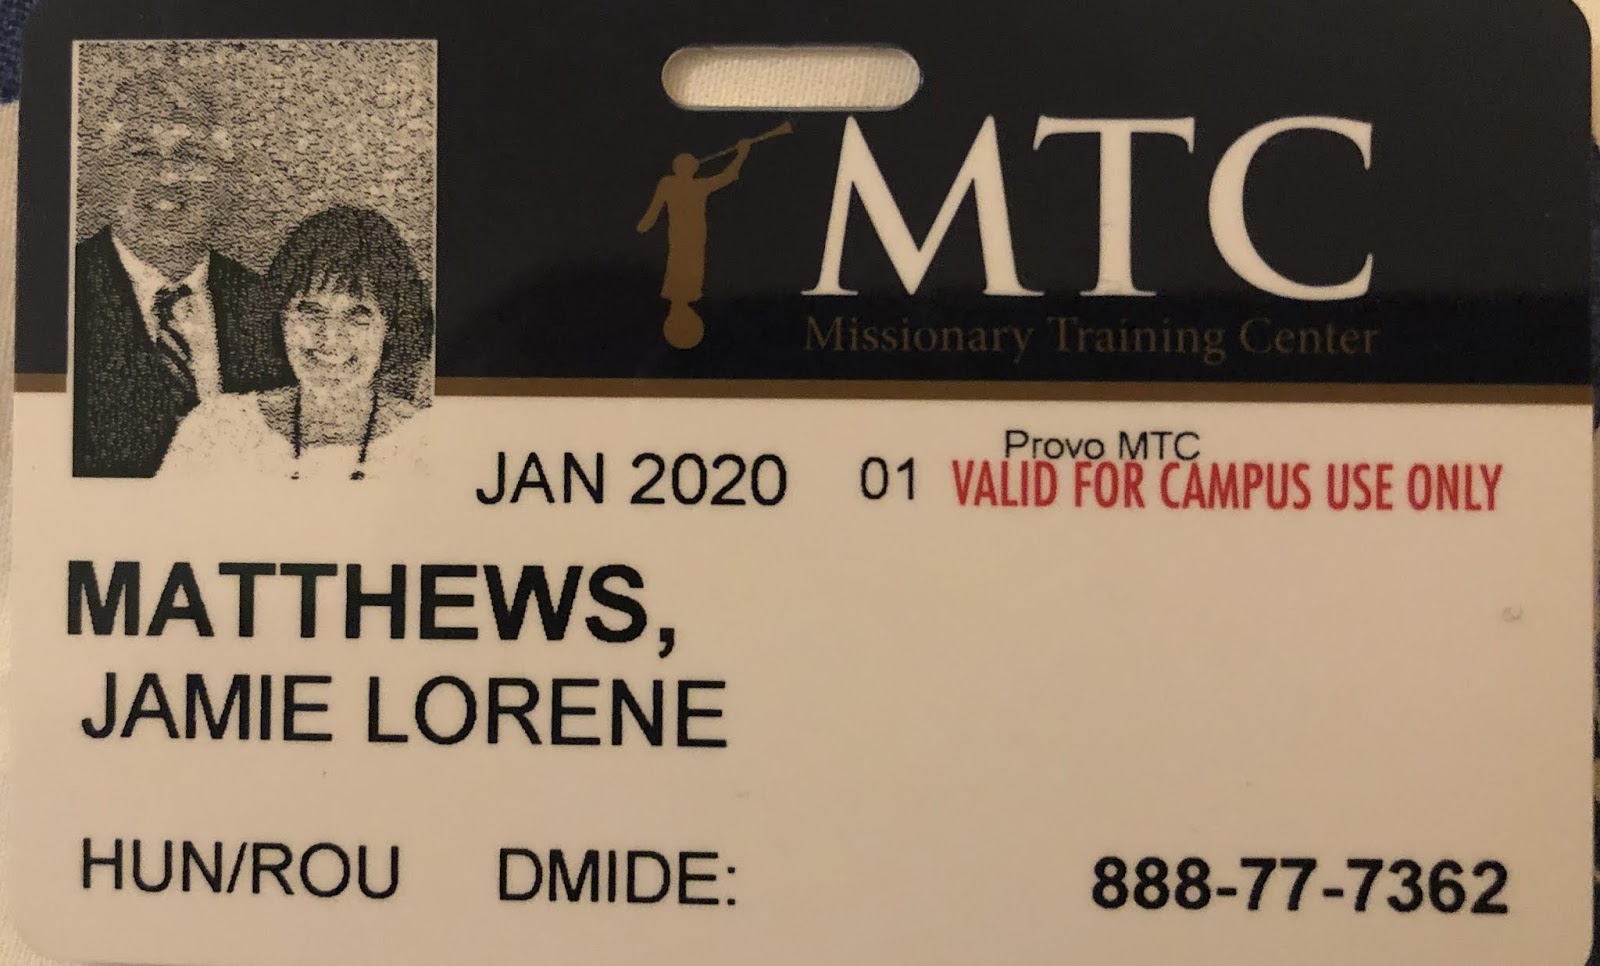 MTC
Missionary Training Center
Provo MTC
JAN 2020 01 VALID FOR CAMPUS USE ONLY
MATTHEWS,
JAMIE LORENE
HUN/ROU DMIDE: 888-77-7362